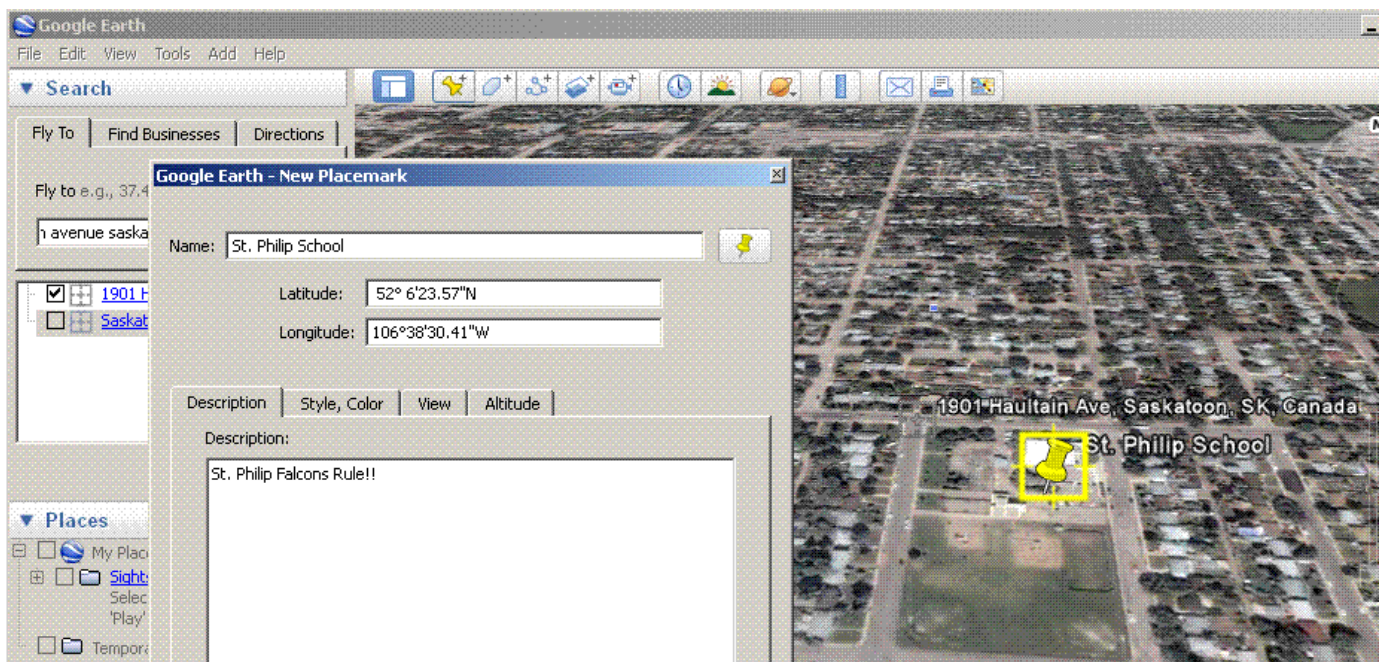 Google Earth
File Edit View Tools Add Help
Search
Fly To Find Businesses Directions
Google Earth - New Placemark
Fly to e.g., 37.4
avenue saska
Name: St. Philip School
Latitude: 52° 6'23.57"N
Longitude: 106°38'30.41"W
1901 H
Saskat
Description Style, Color View Altitude
Description:
St. Philip Falcons Rule!!
1901 Haultain Ave, Saskatoon, SK, Canada
St. Philip School
Places
My Plac
Sights
Selec
'Play'
Tempora